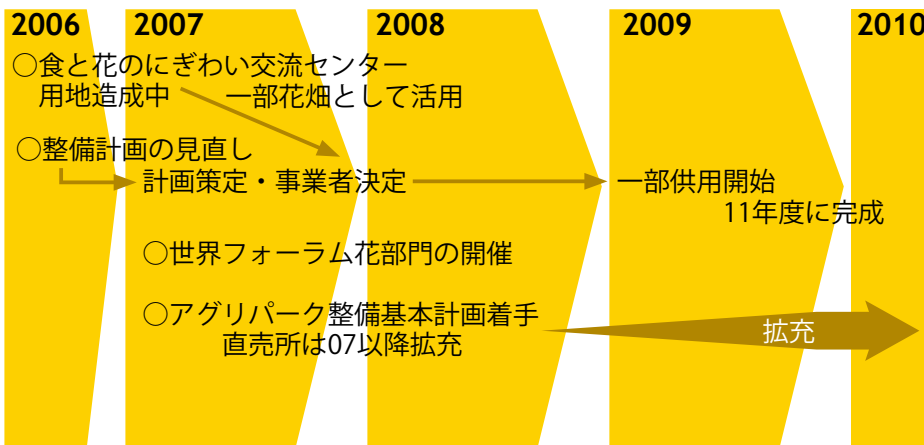 2006 2007 2008 2009 2010
○食と花のにぎわい交流センター
用地造成中 一部花畑として活用
○整備計画の見直し
計画策定・事業者決定 一部供用開始
11年度に完成
○世界フォーラム花部門の開催
○アグリパーク整備基本計画着手
直売所は07以降拡充 拡充